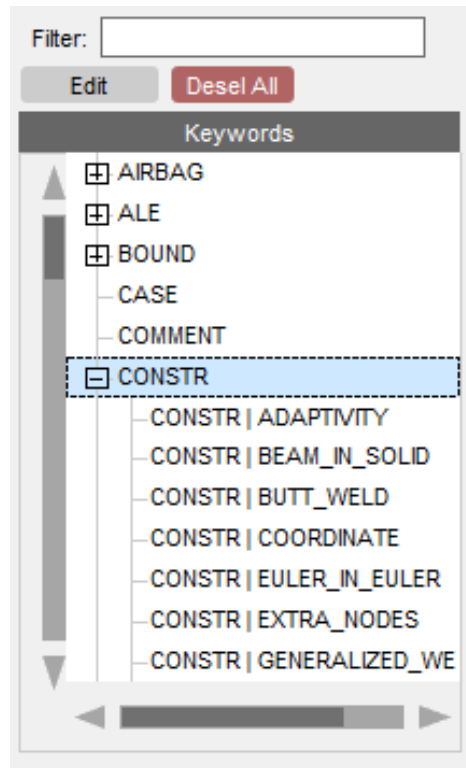 Filter:
Edit Desel All
Keywords
AIRBAG
ALE
BOUND
CASE
COMMENT
CONSTR
CONSTR | ADAPTIVITY
CONSTR | BEAM_IN_SOLID
CONSTR | BUTT_WELD
CONSTR | COORDINATE
CONSTR | EULER_IN_EULER
CONSTR | EXTRA_NODES
CONSTR | GENERALIZED_WE